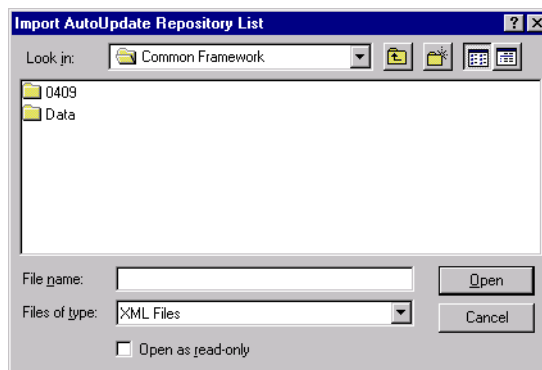 Import AutoUpdate Repository List
Look in: Common Framework
0409
Data
File name: Open
Files of type: XML Files Cancel
Open as read-only